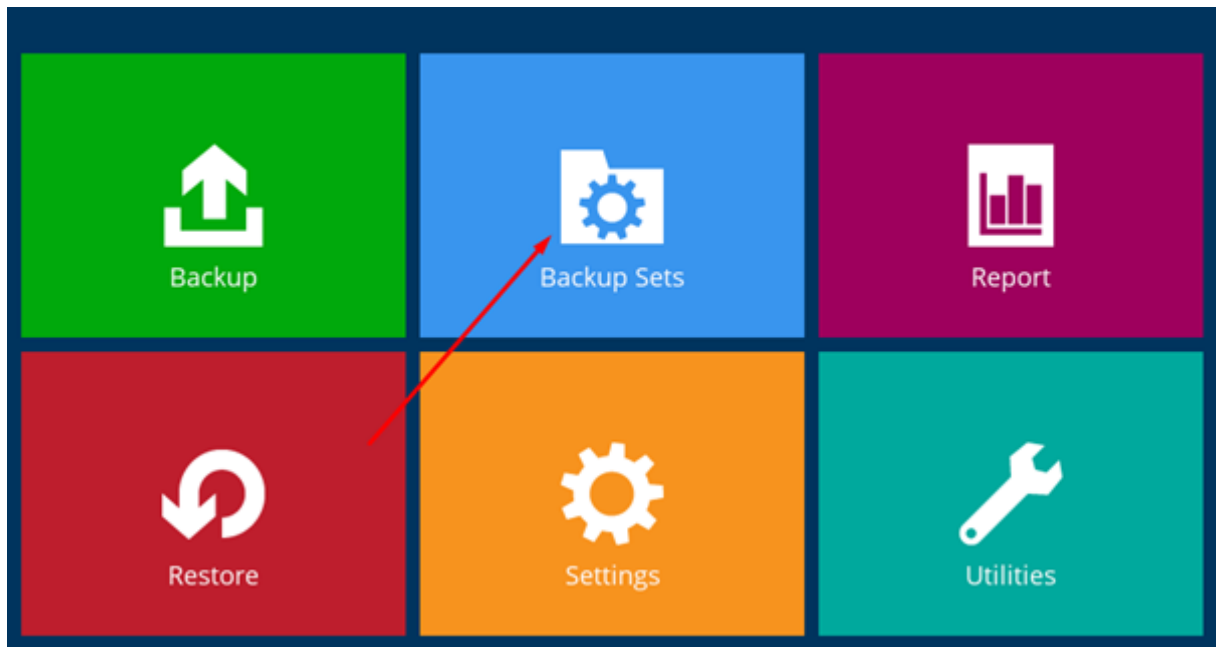 Backup
Backup Sets
Report
Restore
Settings
Utilities